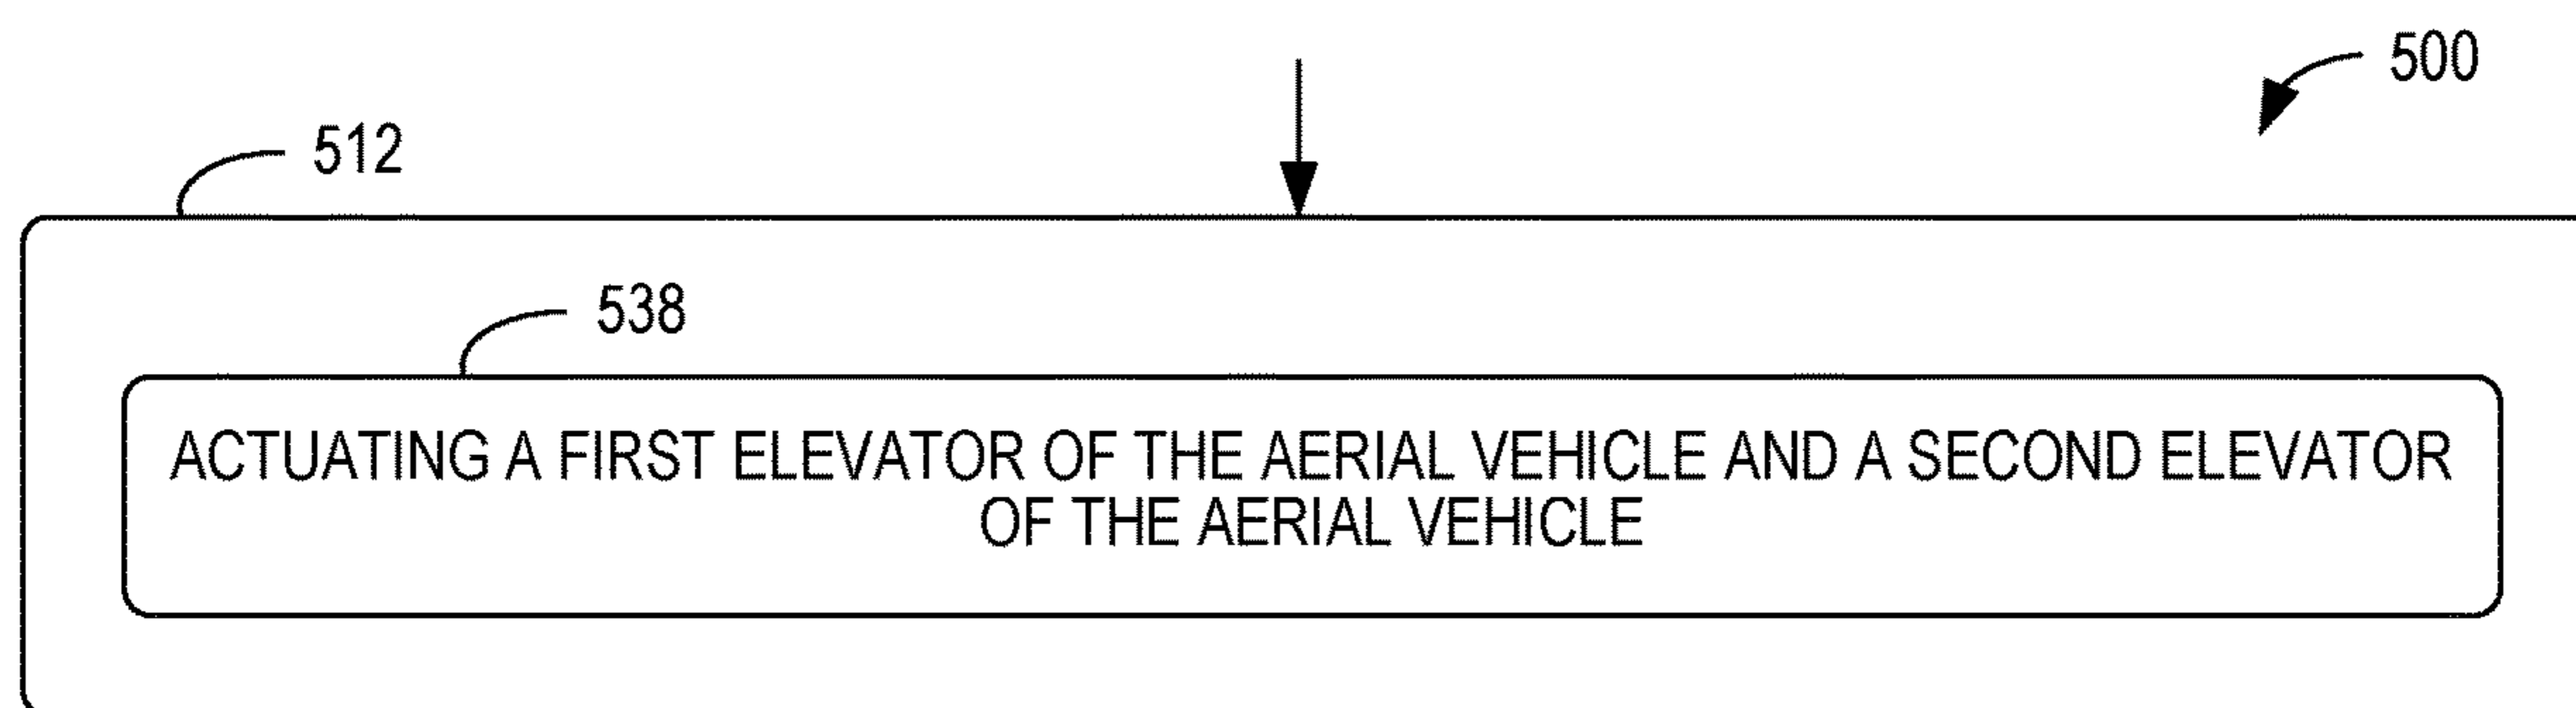 500
512
538
ACTUATING A FIRST ELEVATOR OF THE AERIAL VEHICLE AND A SECOND ELEVATOR
OF THE AERIAL VEHICLE